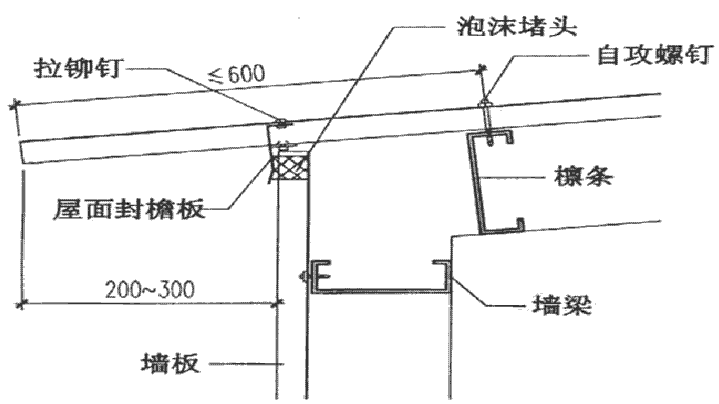 泡沫堵头
拉铆钉
≤600
自攻螺钉
檩条
屋面封檐板
200~300
墙梁
墙板